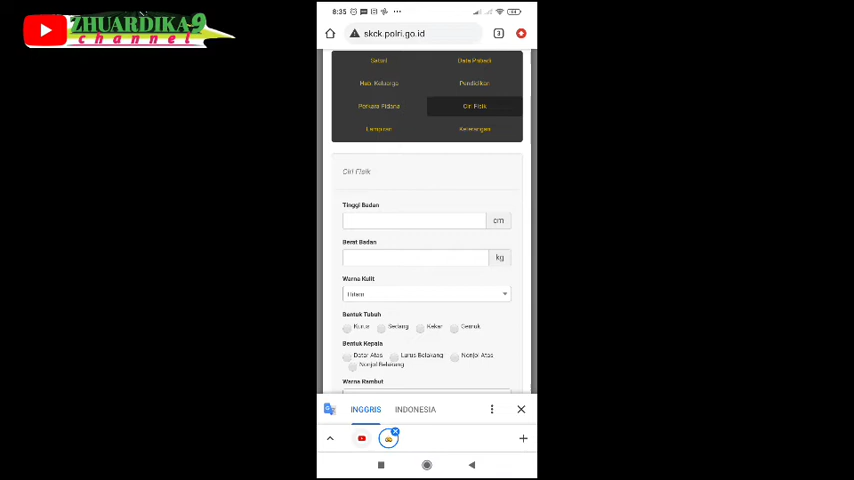 ZHUARDIKA9
channel
8:35
skck.polri.go.id
3
Satwil
Data Pribadi
Hub. Keluarga
Pendidikan
Perkara Pidana
Ciri Fisik
Lampiran
Keterangan
Ciri Fisik
Tinggi Badan
cm
Berat Badan
kg
Warna Kulit
Hitam
Bentuk Tubuh
Kurus Sedang Kekar Gemuk
Bentuk Kepala
Datar Atas Lurus Belakang Nonjol Atas
Nonjol Belakang
Warna Rambut
INGGRIS INDONESIA